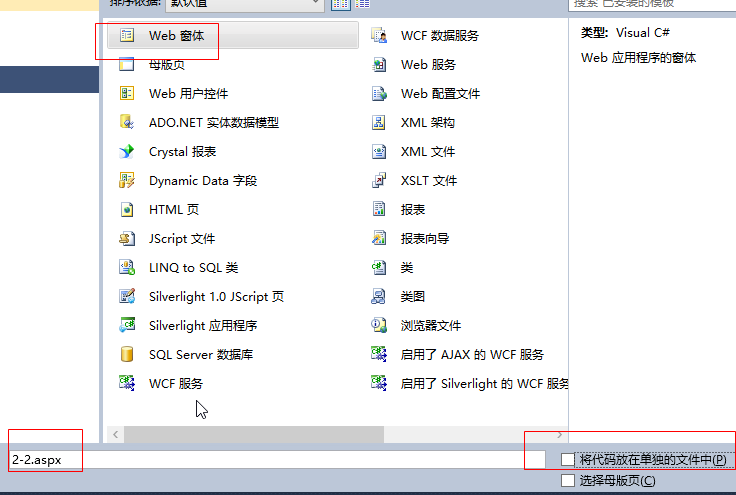 排序依据: 默认值
搜索 已安装的模板
Web 窗体
WCF 数据服务
类型: Visual C#
母版页
Web 服务
Web 应用程序的窗体
Web 用户控件
Web 配置文件
ADO.NET 实体数据模型
XML 架构
Crystal 报表
XML 文件
Dynamic Data 字段
XSLT 文件
HTML 页
报表
JScript 文件
报表向导
LINQ to SQL 类
类
Silverlight 1.0 JScript 页
类图
Silverlight 应用程序
浏览器文件
SQL Server 数据库
启用了 AJAX 的 WCF 服务
WCF 服务
启用了 Silverlight 的 WCF 服务
2-2.aspx
将代码放在单独的文件中(P)
选择母版页(C)